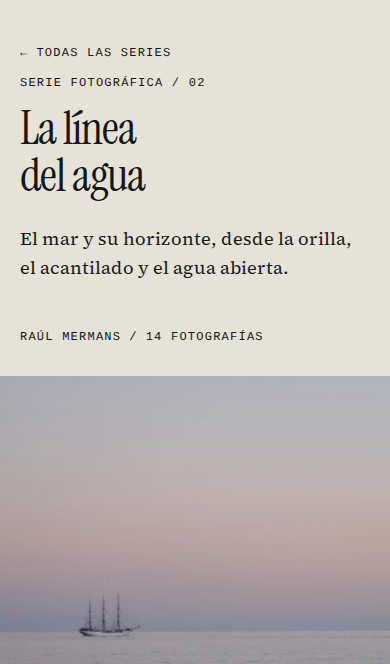 ← TODAS LAS SERIES
SERIE FOTOGRÁFICA / 02
La línea
del agua
El mar y su horizonte, desde la orilla,
el acantilado y el agua abierta.
RAÚL MERMANS / 14 FOTOGRAFÍAS